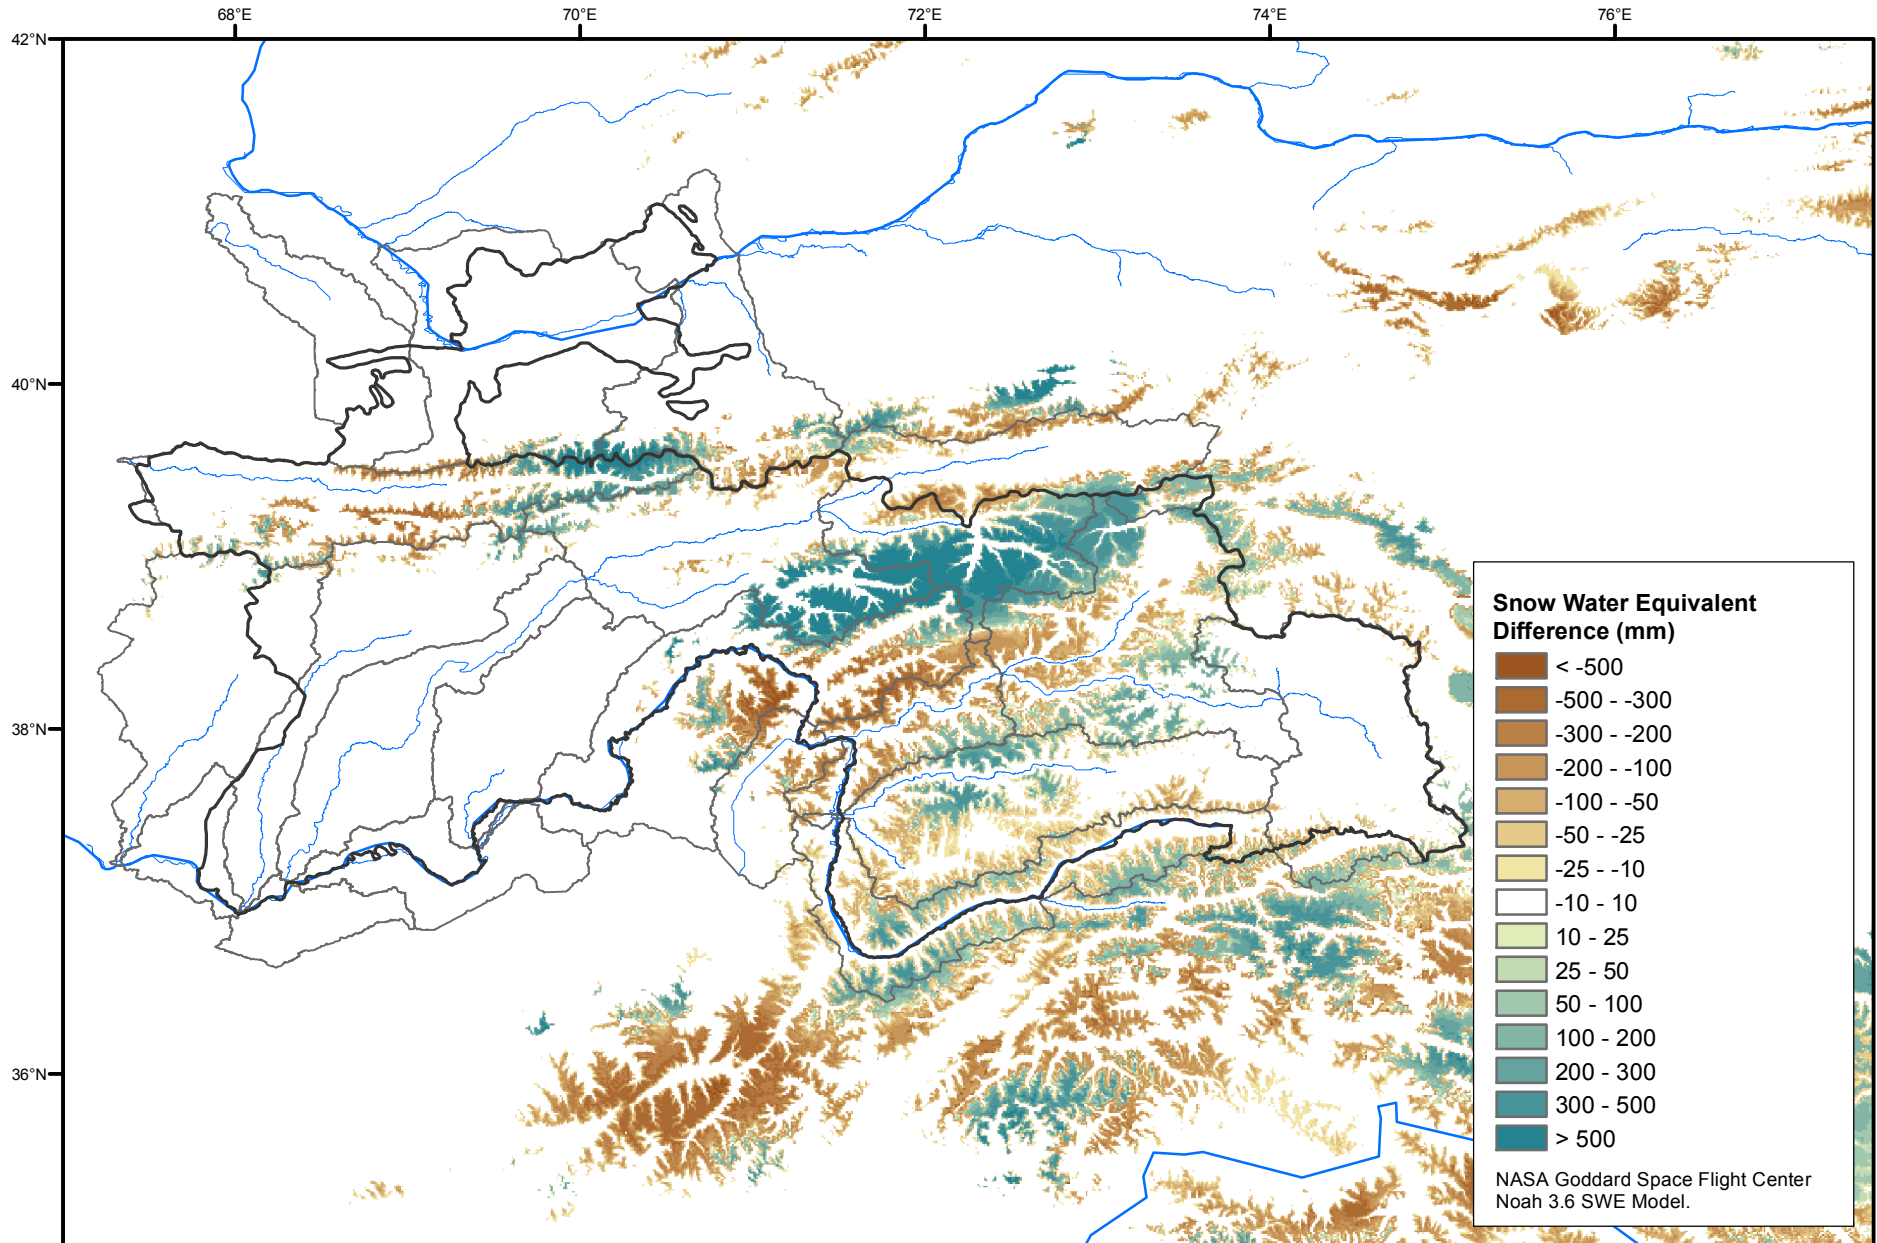 68°E
70°E
72°E
74°E
76°E
42°N
40°N
38°N
36°N
Snow Water Equivalent
Difference (mm)
< -500
-500 - -300
-300 - -200
-200 - -100
-100 - -50
-50 - -25
-25 - -10
-10 - 10
10 - 25
25 - 50
50 - 100
100 - 200
200 - 300
300 - 500
> 500
NASA Goddard Space Flight Center
Noah 3.6 SWE Model.